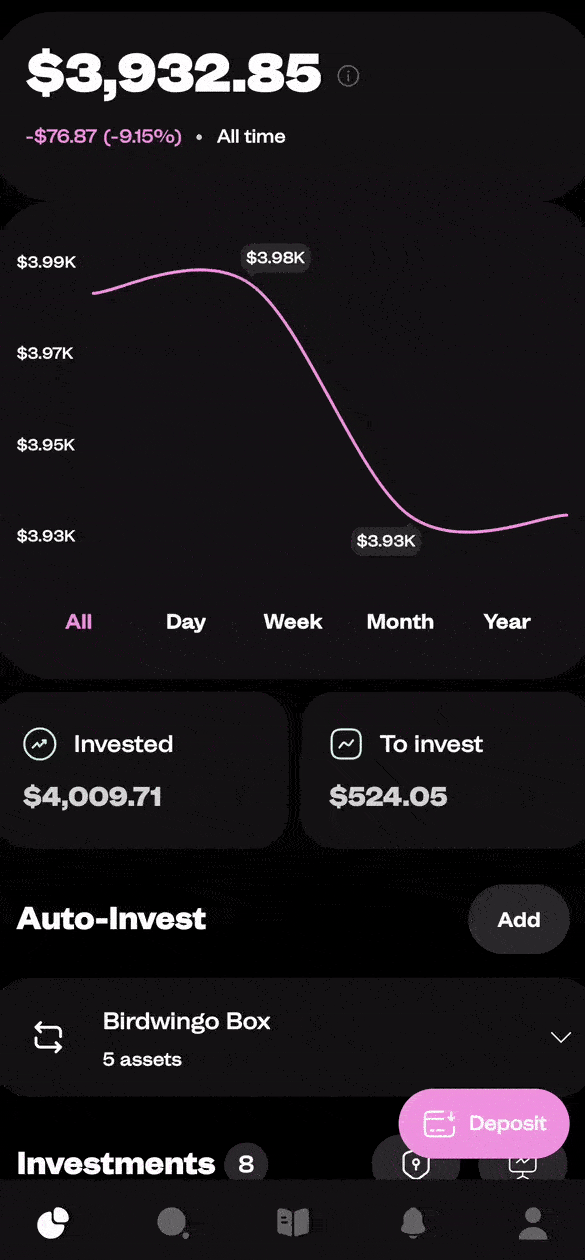 $3,932.85
-$76.87 (-9.15%) • All time
$3.99K
$3.98K
$3.97K
$3.95K
$3.93K
$3.93K
All Day Week Month Year
Invested
$4,009.71
To invest
$524.05
Auto-Invest
Add
Birdwingo Box
5 assets
Deposit
Investments 8